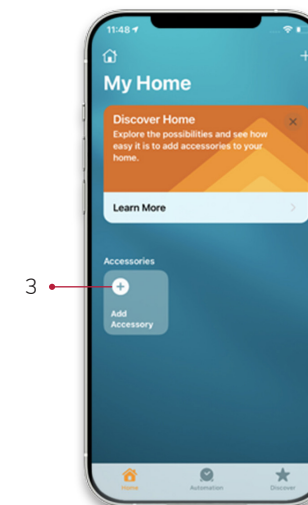 11:48
My Home
Discover Home
Explore the possibilities and see how
easy it is to add accessories to your
home.
Learn More
Accessories
3
Add
Accessory
Home
Automation
Discover